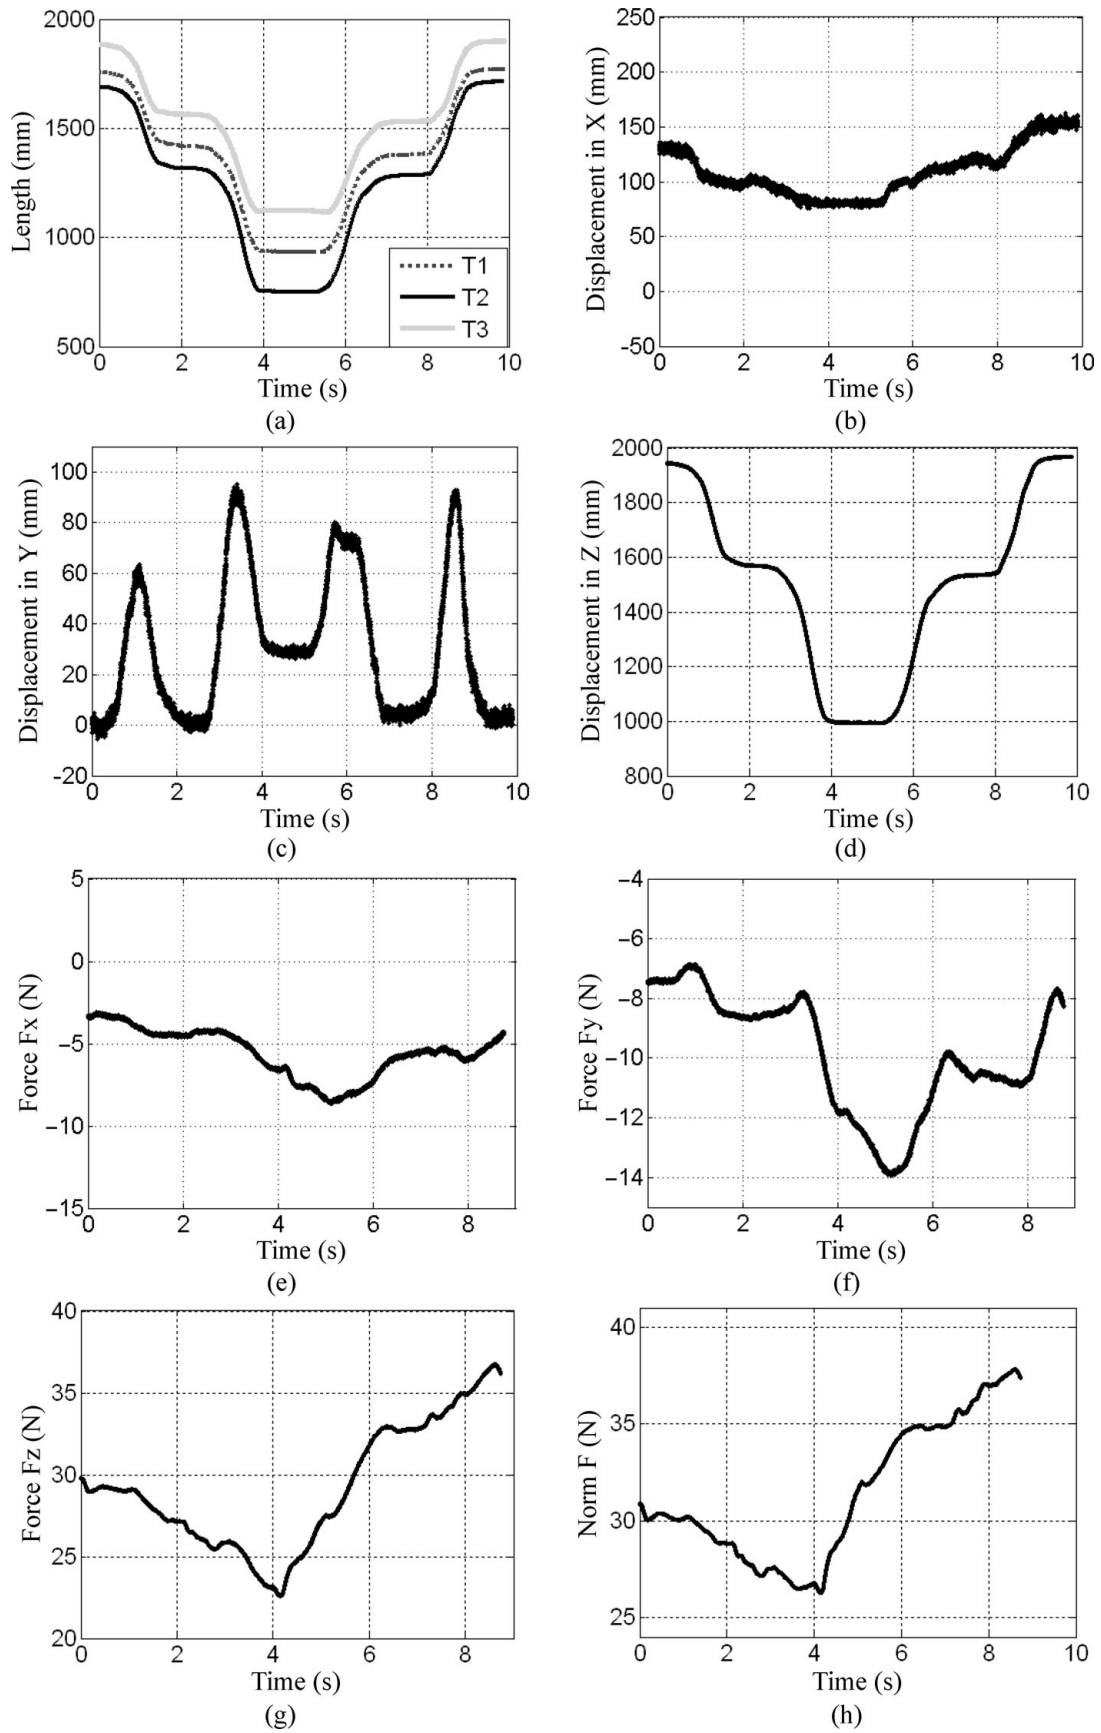 2000
1500
1000
500
Length (mm)
T1
T2
T3
0 2 4 6 8 10
Time (s)
(a)
250
200
150
100
50
0
-50
Displacement in X (mm)
0 2 4 6 8 10
Time (s)
(b)
100
80
60
40
20
0
-20
Displacement in Y (mm)
0 2 4 6 8 10
Time (s)
(c)
2000
1800
1600
1400
1200
1000
800
Displacement in Z (mm)
0 2 4 6 8 10
Time (s)
(d)
5
0
−5
−10
−15
Force Fx (N)
0 2 4 6 8
Time (s)
(e)
−4
−6
−8
−10
−12
−14
Force Fy (N)
0 2 4 6 8
Time (s)
(f)
40
35
30
25
20
Force Fz (N)
0 2 4 6 8
Time (s)
(g)
40
35
30
25
Norm F (N)
0 2 4 6 8 10
Time (s)
(h)